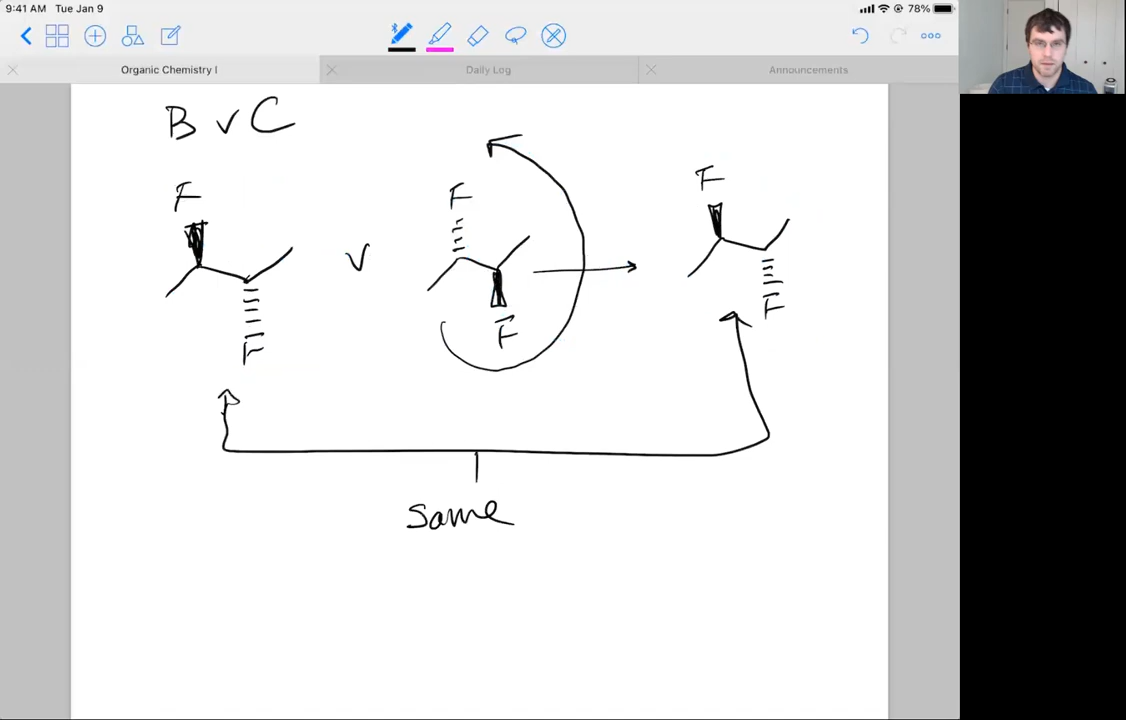 9:41 AM Tue Jan 9
78%
Organic Chemistry I
Daily Log
Announcements
B v C
F
F
F
v
F
F
F
Same